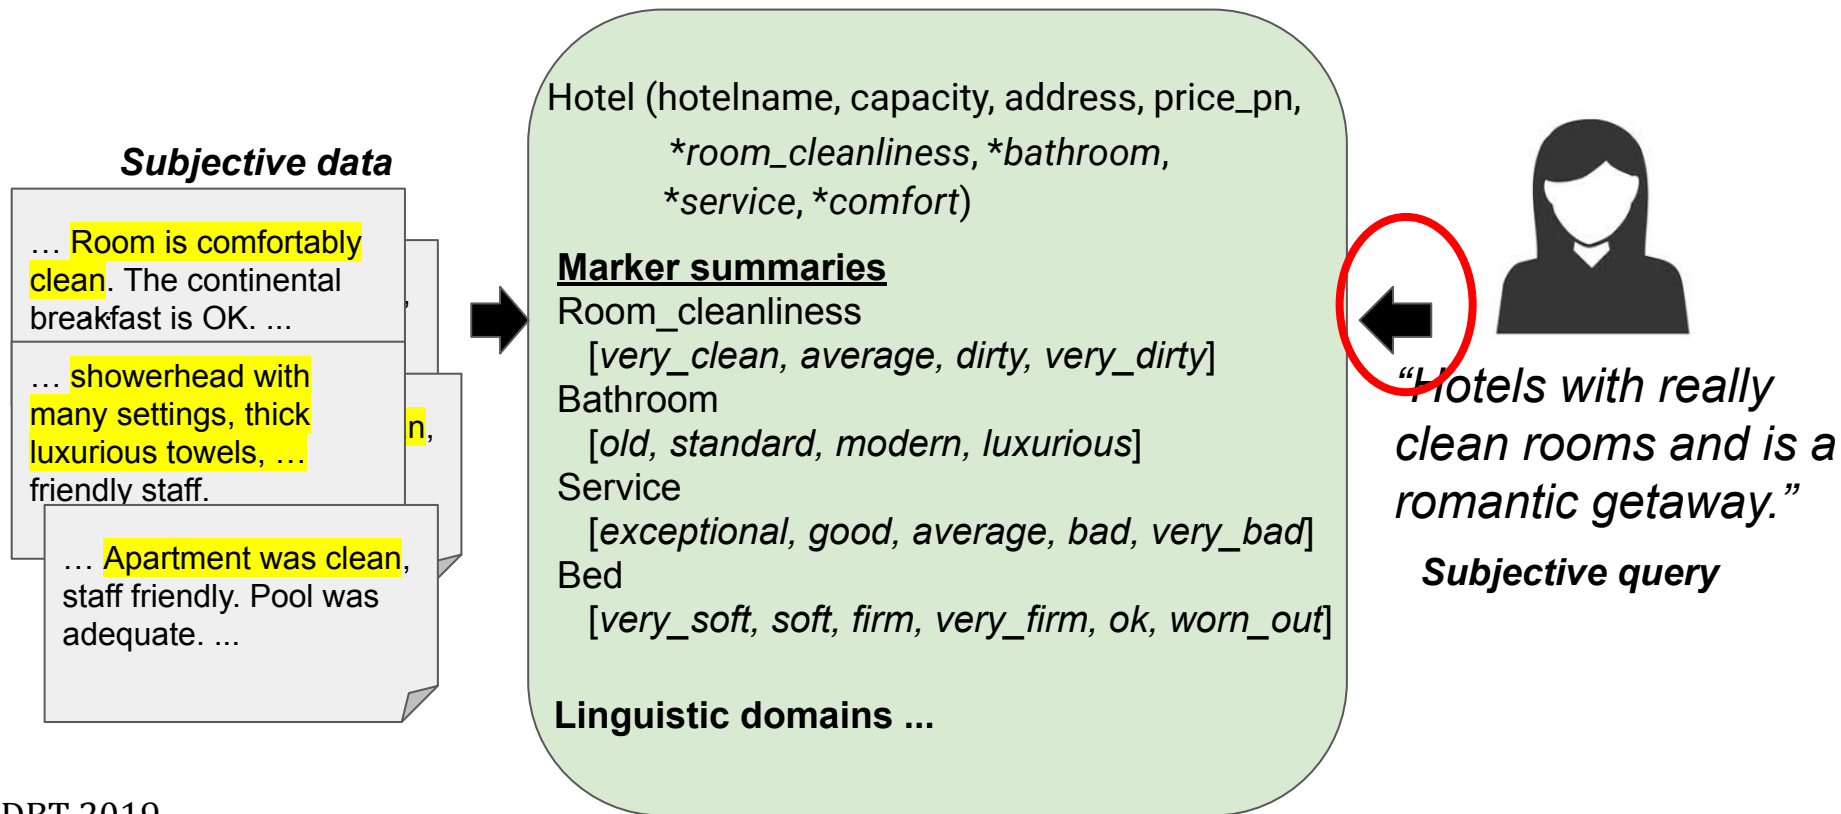 Subjective data
… Room is comfortably
clean. The continental
breakfast is OK. ...
,
… showerhead with
many settings, thick
luxurious towels, …
friendly staff.
n,
… Apartment was clean,
staff friendly. Pool was
adequate. ...
Hotel (hotelname, capacity, address, price_pn,
*room_cleanliness, *bathroom,
*service, *comfort)
Marker summaries
Room_cleanliness
[very_clean, average, dirty, very_dirty]
Bathroom
[old, standard, modern, luxurious]
Service
[exceptional, good, average, bad, very_bad]
Bed
[very_soft, soft, firm, very_firm, ok, worn_out]
Linguistic domains ...
“Hotels with really
clean rooms and is a
romantic getaway.”
Subjective query
DBT 2019